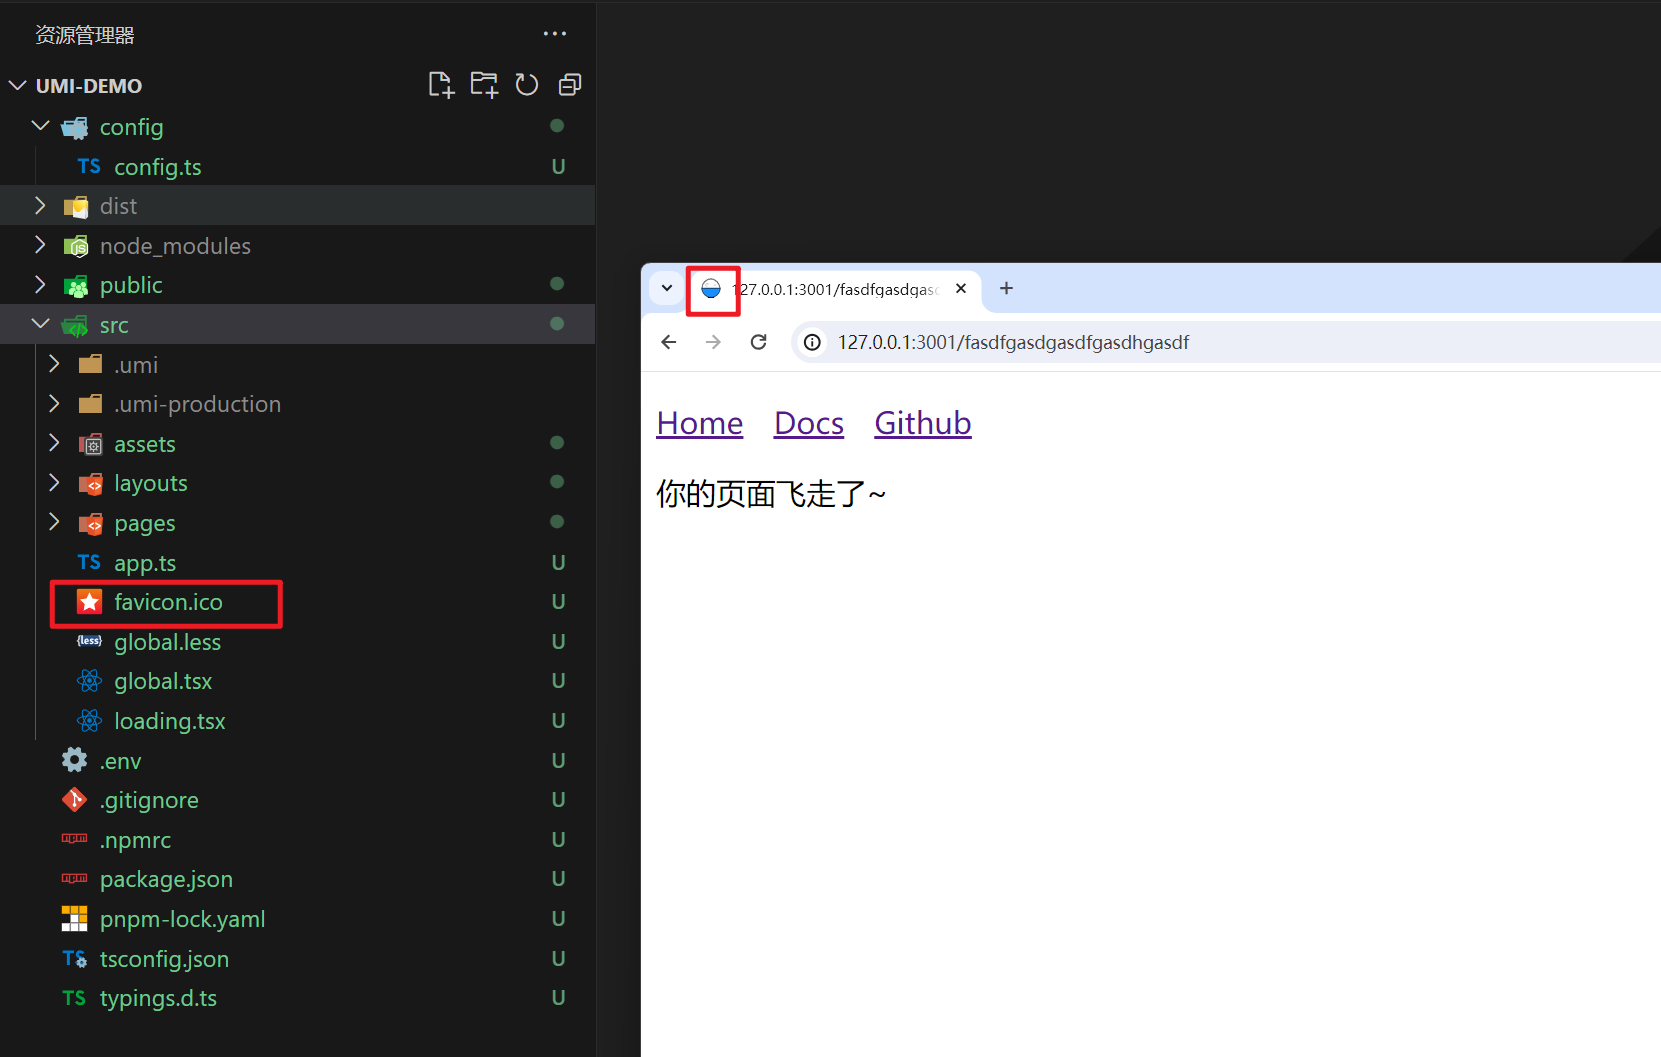 资源管理器
UMI-DEMO
config
TS config.ts U
dist
node_modules
public
src
.umi
.umi-production
assets
layouts
pages
TS app.ts U
favicon.ico U
{less} global.less U
global.tsx U
loading.tsx U
.env U
.gitignore U
.npmrc U
package.json U
pnpm-lock.yaml U
TS tsconfig.json U
TS typings.d.ts U
127.0.0.1:3001/fasdfgasdgasd
127.0.0.1:3001/fasdfgasdgasdfgasdhgasdf
Home Docs Github
你的页面飞走了~